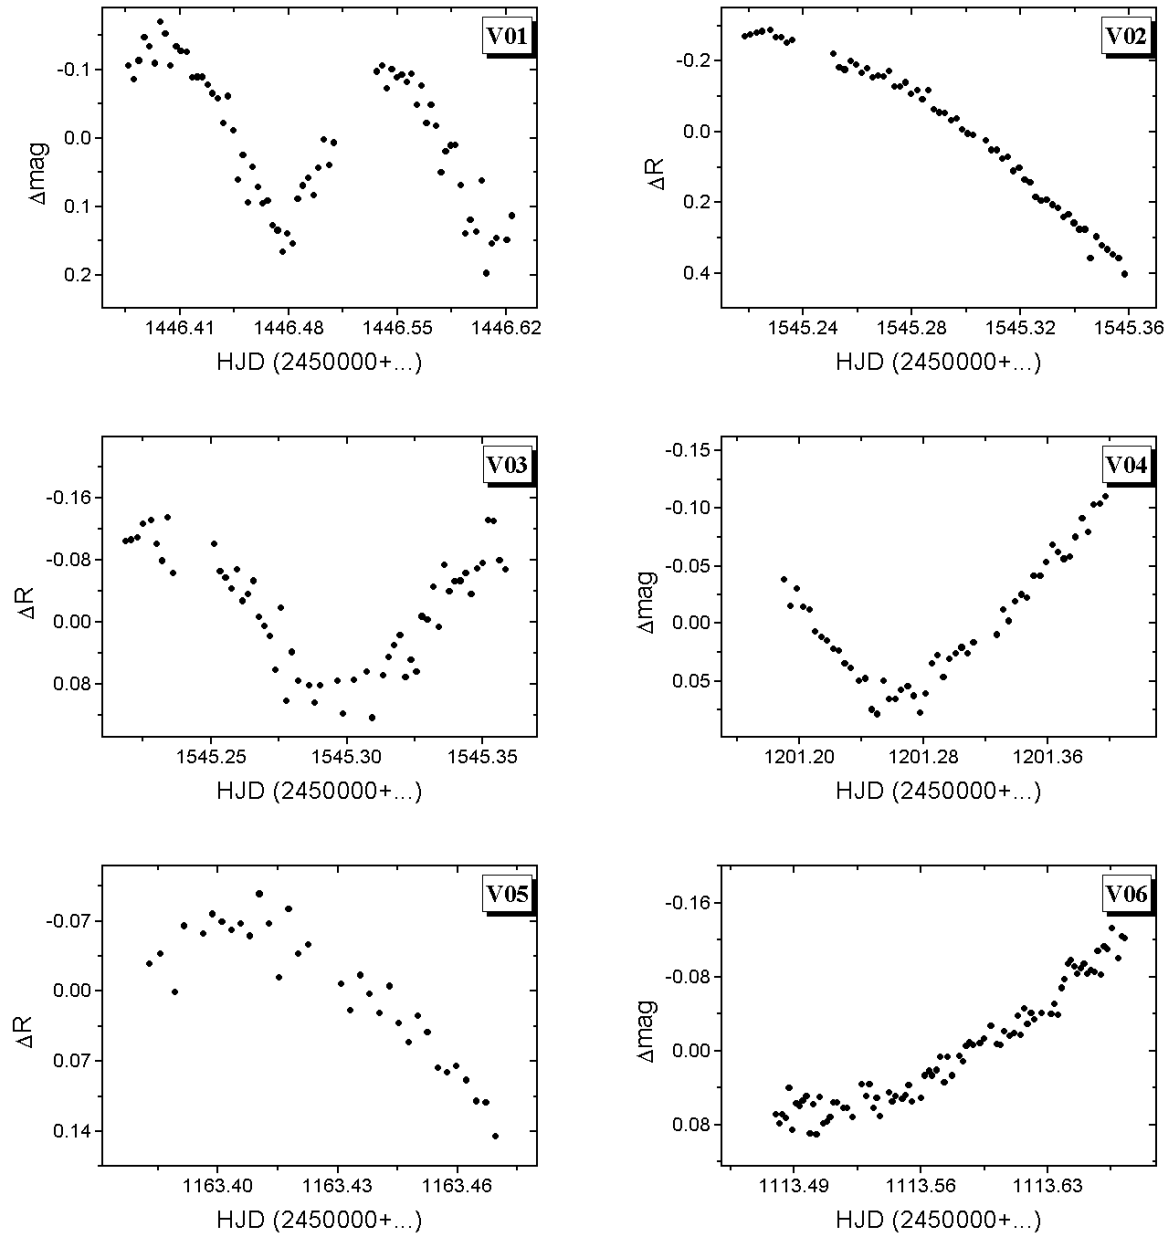 V01
-0.1
0.0
0.1
0.2
Δmag
1446.41 1446.48 1446.55 1446.62
HJD (2450000+...)
V02
-0.2
0.0
0.2
0.4
ΔR
1545.24 1545.28 1545.32 1545.36
HJD (2450000+...)
V03
-0.16
-0.08
0.00
0.08
ΔR
1545.25 1545.30 1545.35
HJD (2450000+...)
V04
-0.15
-0.10
-0.05
0.00
0.05
Δmag
1201.20 1201.28 1201.36
HJD (2450000+...)
V05
-0.07
0.00
0.07
0.14
ΔR
1163.40 1163.43 1163.46
HJD (2450000+...)
V06
-0.16
-0.08
0.00
0.08
Δmag
1113.49 1113.56 1113.63
HJD (2450000+...)